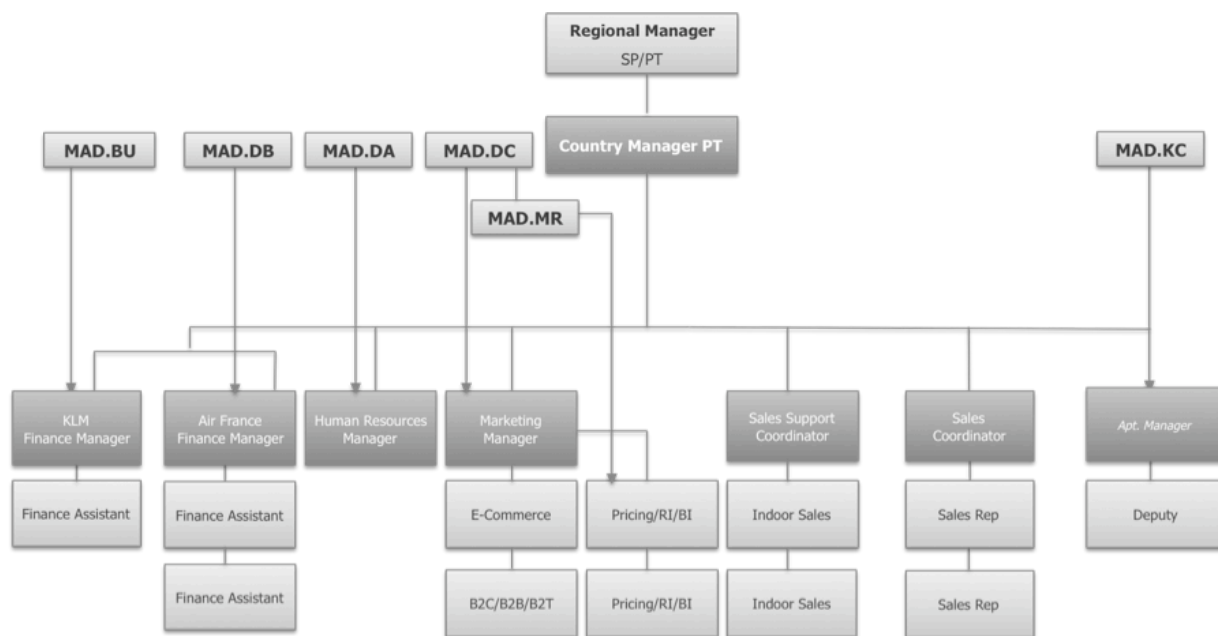 Regional Manager
SP/PT
MAD.BU
MAD.DB
MAD.DA
MAD.DC
Country Manager PT
MAD.KC
MAD.MR
KLM
Finance Manager
Air France
Finance Manager
Human Resources
Manager
Marketing
Manager
Sales Support
Coordinator
Sales
Coordinator
Apt. Manager
Finance Assistant
Finance Assistant
E-Commerce
Pricing/RI/BI
Indoor Sales
Sales Rep
Deputy
Finance Assistant
B2C/B2B/B2T
Pricing/RI/BI
Indoor Sales
Sales Rep